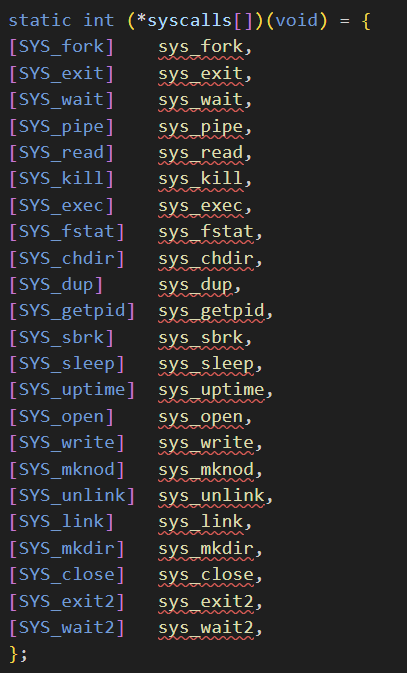 static int (*syscalls[])(void) = {
[SYS_fork]    sys_fork,
[SYS_exit]    sys_exit,
[SYS_wait]    sys_wait,
[SYS_pipe]    sys_pipe,
[SYS_read]    sys_read,
[SYS_kill]    sys_kill,
[SYS_exec]    sys_exec,
[SYS_fstat]   sys_fstat,
[SYS_chdir]   sys_chdir,
[SYS_dup]     sys_dup,
[SYS_getpid]  sys_getpid,
[SYS_sbrk]    sys_sbrk,
[SYS_sleep]   sys_sleep,
[SYS_uptime]  sys_uptime,
[SYS_open]    sys_open,
[SYS_write]   sys_write,
[SYS_mknod]   sys_mknod,
[SYS_unlink]  sys_unlink,
[SYS_link]    sys_link,
[SYS_mkdir]   sys_mkdir,
[SYS_close]   sys_close,
[SYS_exit2]   sys_exit2,
[SYS_wait2]   sys_wait2,
};